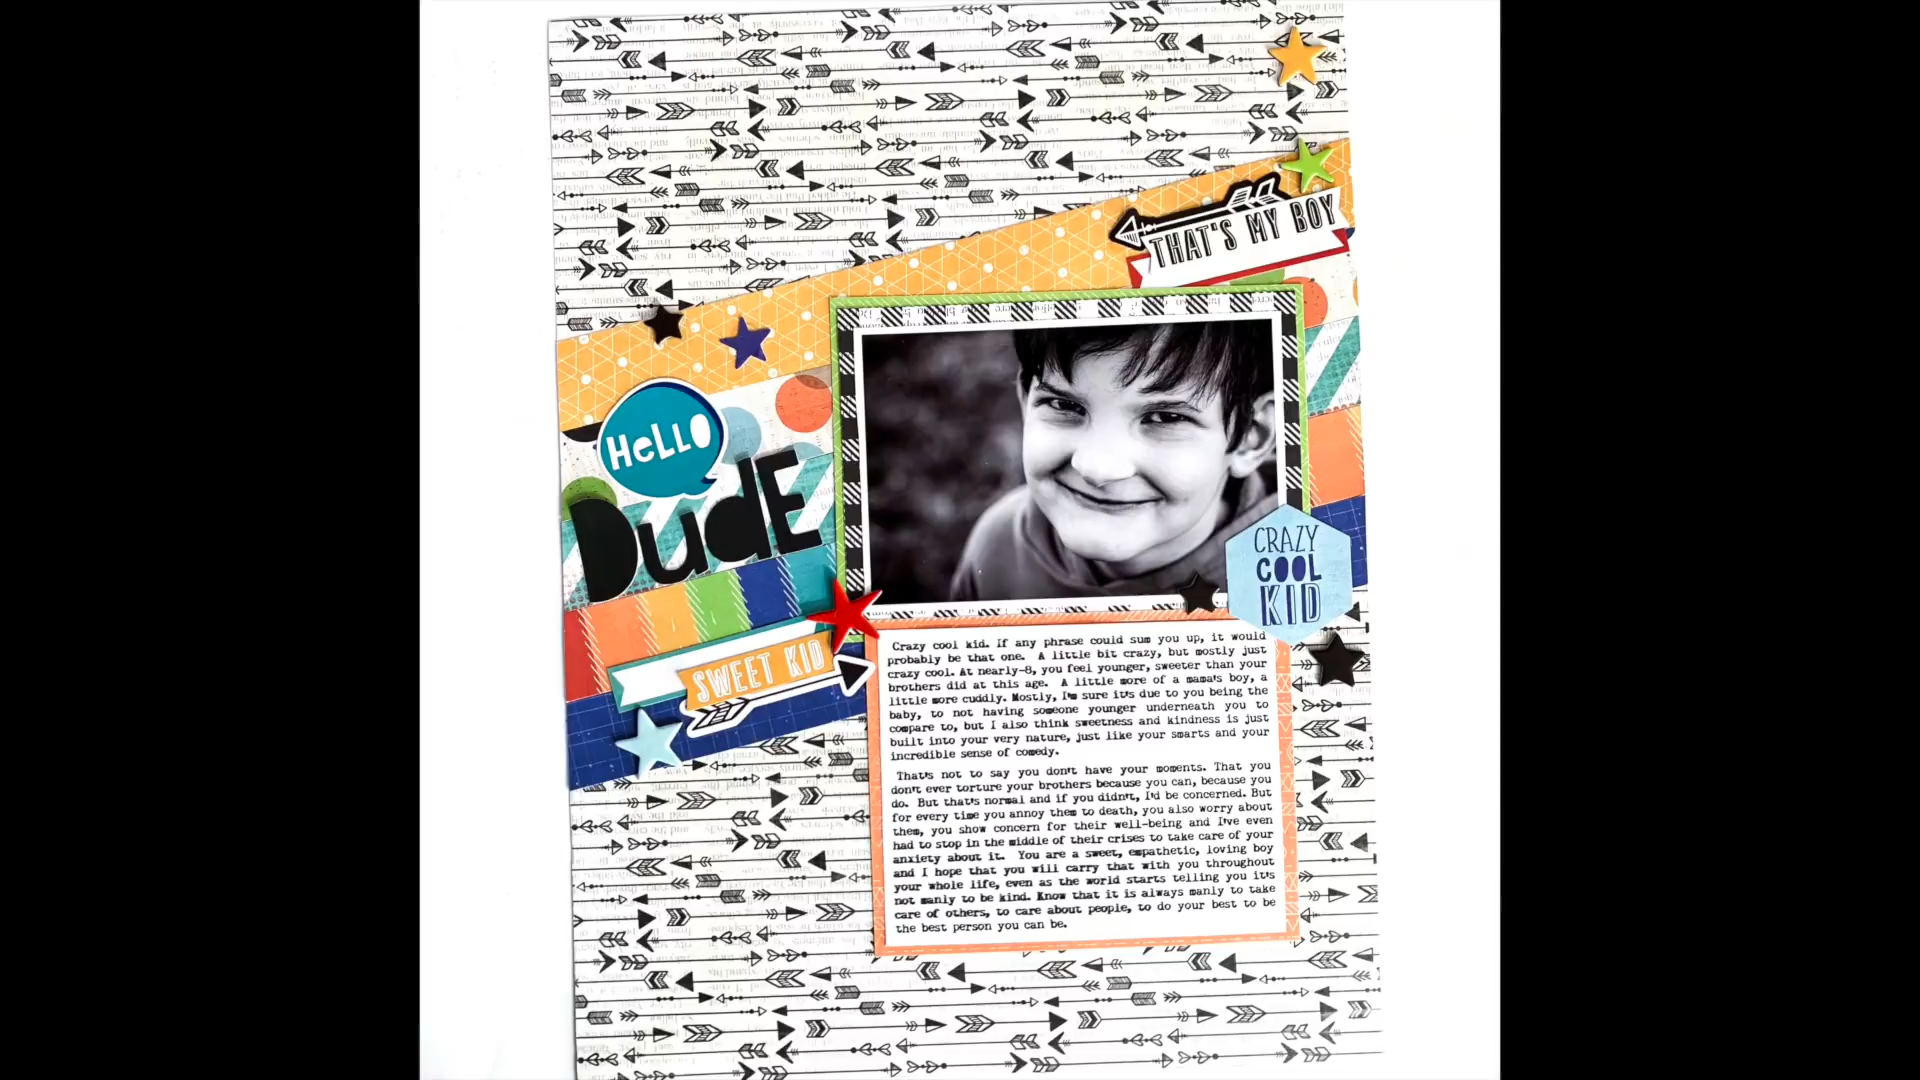 THAT'S MY BOY
HeLLO
DudE
CRAZY
COOL
KID
SWEET KID
Crazy cool kid. If any phrase could sum you up, it would
probably be that one. A little bit crazy, but mostly just
crazy cool. At nearly-8, you feel younger, sweeter than your
brothers did at this age. A little more of a mama's boy, a
little more cuddly. Mostly, I'm sure it's due to you being the
baby, to not having someone younger underneath you to
compare to, but I also think sweetness and kindness is just
built into your very nature, just like your smarts and your
incredible sense of comedy.
That's not to say you don't have your moments. That you
don't ever torture your brothers because you can, because you
do. But that's normal and if you didn't, I'd be concerned. But
for every time you annoy them to death, you also worry about
them, you show concern for their well-being and I've even
had to stop in the middle of their crises to take care of your
anxiety about it. You are a sweet, empathetic, loving boy
and I hope that you will carry that with you throughout
your whole life, even as the world starts telling you it's
not manly to be kind. Know that it is always manly to take
care of others, to care about people, to do your best to be
the best person you can be.